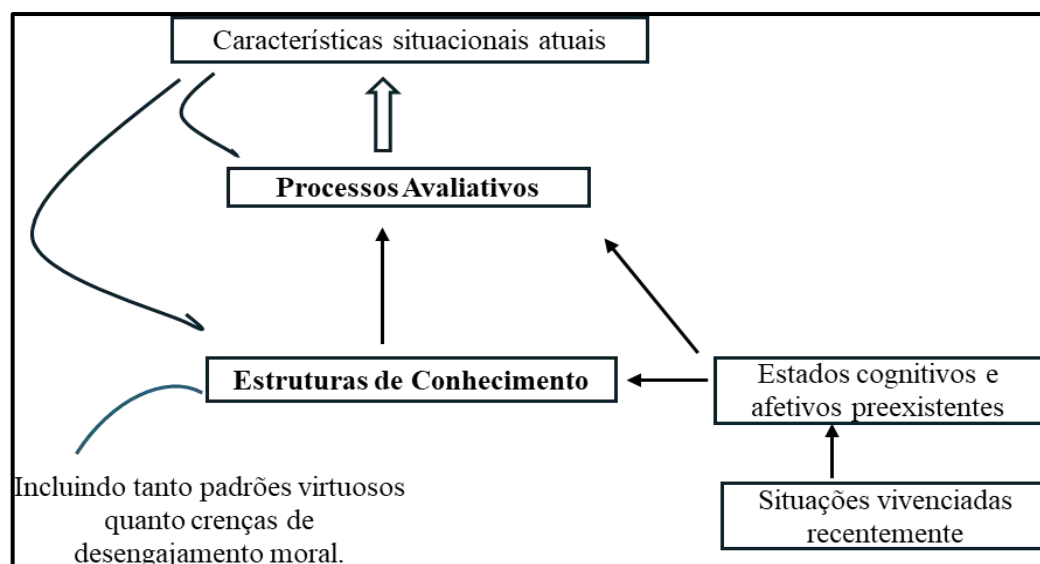 Características situacionais atuais
Processos Avaliativos
Estruturas de Conhecimento
Estados cognitivos e
afetivos preexistentes
Incluindo tanto padrões virtuosos
quanto crenças de
desengajamento moral.
Situações vivenciadas
recentemente